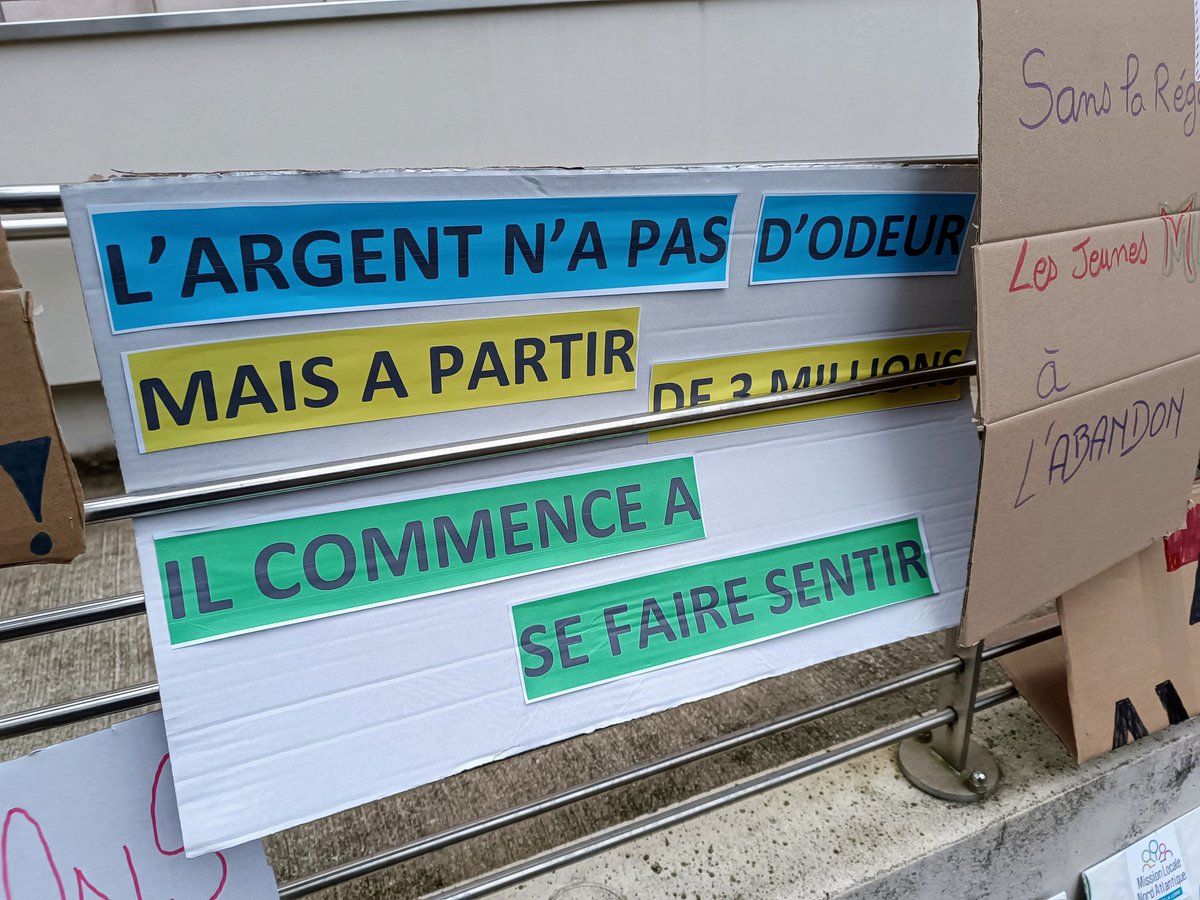 L'ARGENT N'A PAS D'ODEUR
MAIS A PARTIR DE 3 MILLIONS
IL COMMENCE A
SE FAIRE SENTIR
Sans la Rég
Les Jeunes M
à
L'ABANDON
!
ons
Mission Locale
Nord Atlantique